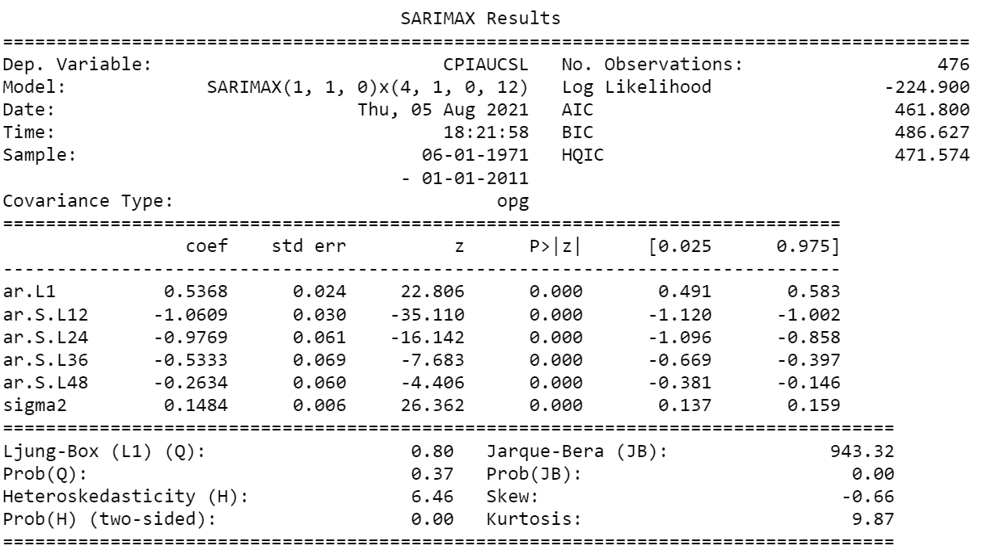 SARIMAX Results
==========================================================================================
Dep. Variable: CPIAUCSL No. Observations: 476
Model: SARIMAX(1, 1, 0)x(4, 1, 0, 12) Log Likelihood -224.900
Date: Thu, 05 Aug 2021 AIC 461.800
Time: 18:21:58 BIC 486.627
Sample: 06-01-1971 HQIC 471.574
- 01-01-2011
Covariance Type: opg
==============================================================================
coef std err z P>|z| [0.025 0.975]
------------------------------------------------------------------------------
ar.L1 0.5368 0.024 22.806 0.000 0.491 0.583
ar.S.L12 -1.0609 0.030 -35.110 0.000 -1.120 -1.002
ar.S.L24 -0.9769 0.061 -16.142 0.000 -1.096 -0.858
ar.S.L36 -0.5333 0.069 -7.683 0.000 -0.669 -0.397
ar.S.L48 -0.2634 0.060 -4.406 0.000 -0.381 -0.146
sigma2 0.1484 0.006 26.362 0.000 0.137 0.159
===================================================================================
Ljung-Box (L1) (Q): 0.80 Jarque-Bera (JB): 943.32
Prob(Q): 0.37 Prob(JB): 0.00
Heteroskedasticity (H): 6.46 Skew: -0.66
Prob(H) (two-sided): 0.00 Kurtosis: 9.87
===================================================================================